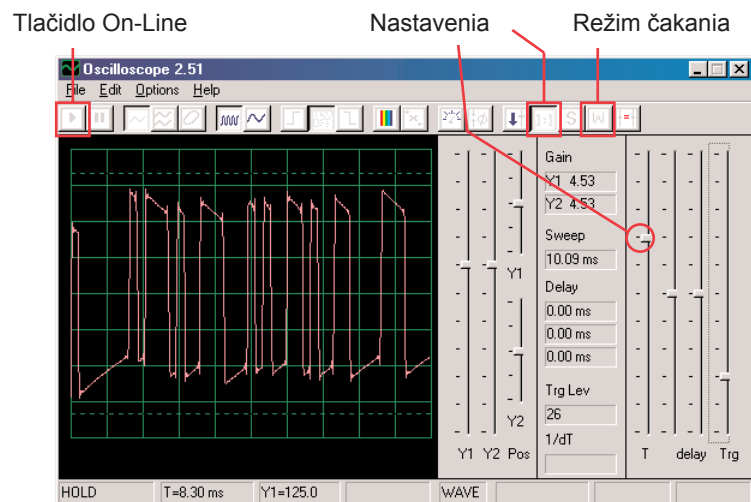 Tlačidlo On-Line Nastavenia Režim čakania
Oscilloscope 2.51
File Edit Options Help
S W
Gain
Y1 4.53
Y2 4.53
Sweep
10.09 ms
Y1
Delay
0.00 ms
0.00 ms
0.00 ms
Trg Lev
26
Y2
1/dT
Y1 Y2 Pos T delay Trg
HOLD T=8.30 ms Y1=125.0 WAVE